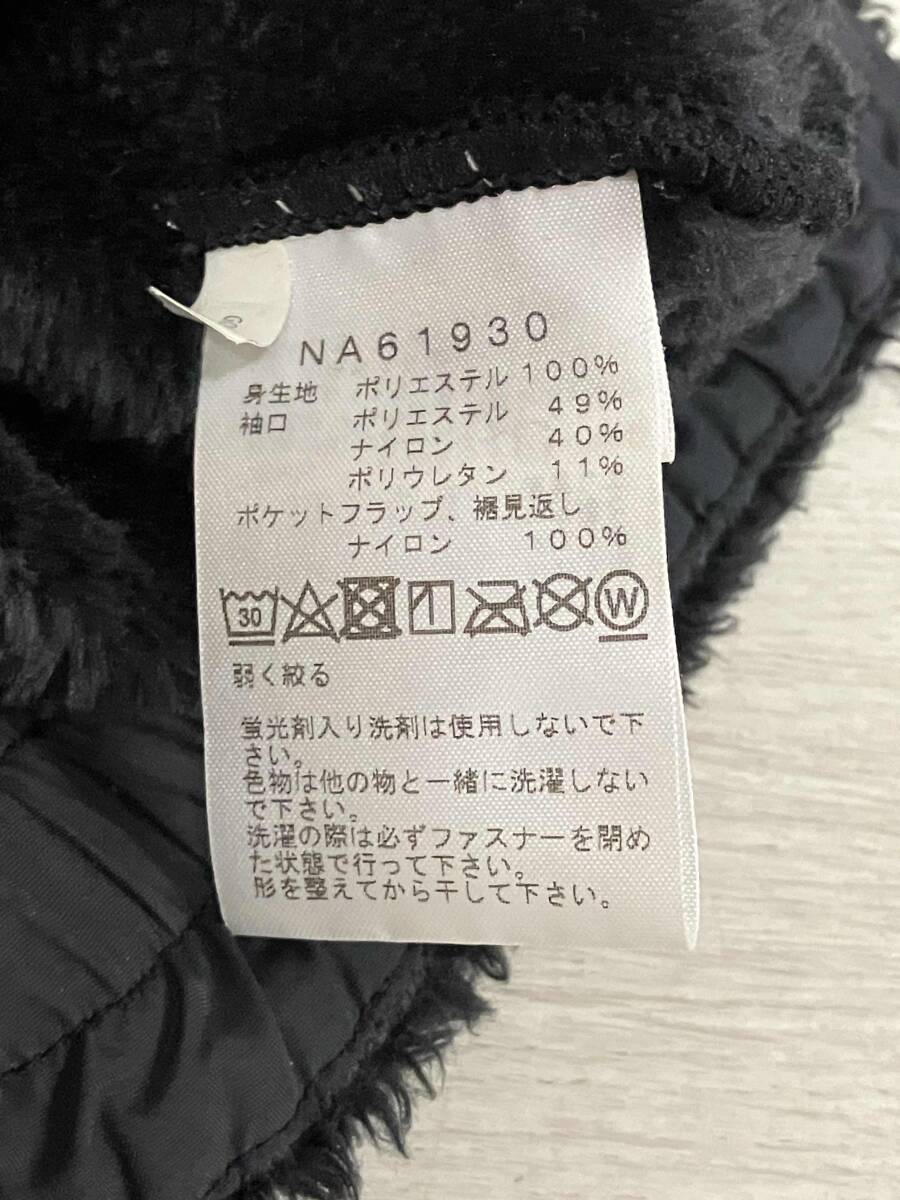 NA61930
身生地 ポリエステル 100%
袖口 ポリエステル 49%
ナイロン 40%
ポリウレタン 11%
ポケットフラップ、裾見返し
ナイロン 100%
30 W
弱く絞る
蛍光剤入り洗剤は使用しないで下
さい。
色物は他の物と一緒に洗濯しない
で下さい。
洗濯の際は必ずファスナーを閉め
た状態で行って下さい。
形を整えてから干して下さい。